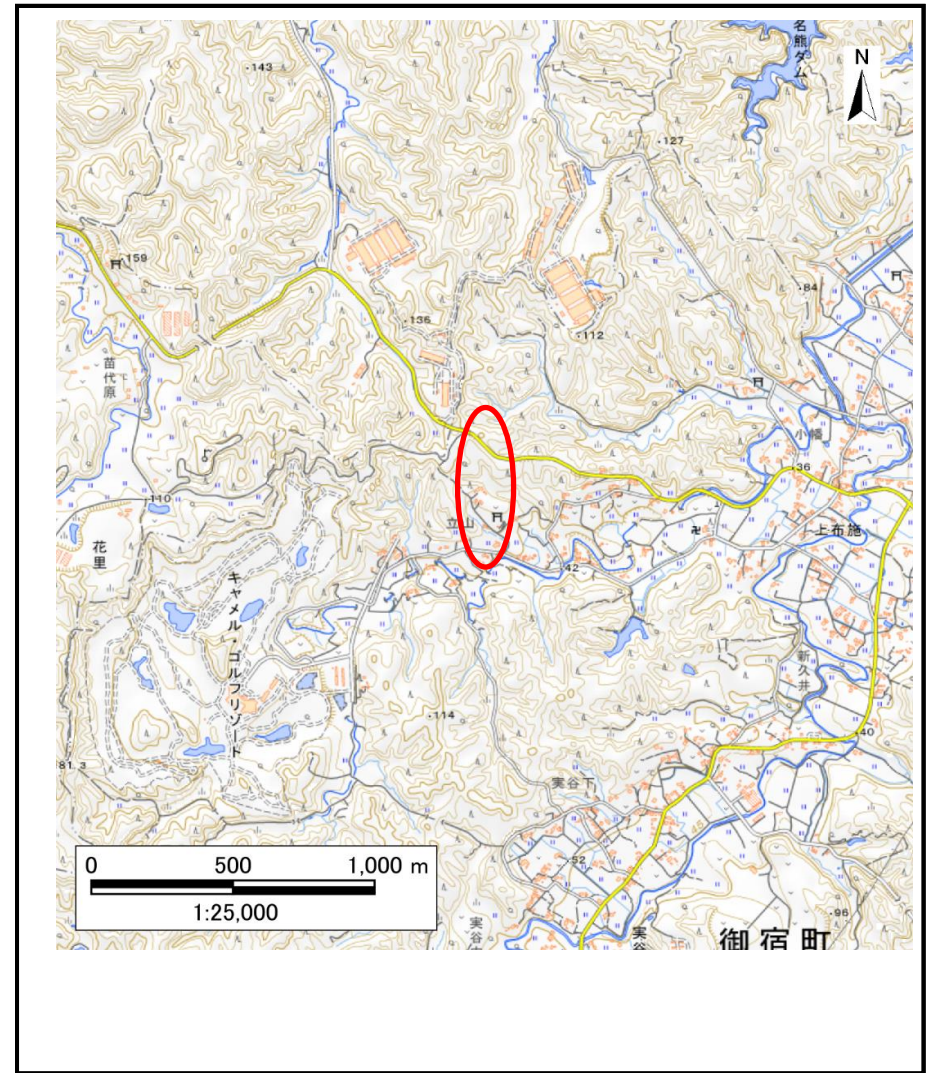 名熊ダム
N
143
127
159
84
136
112
苗代原
小幡
36
110
立山
上布施
花里
42
キャメル・ゴルフリゾート
新久井
114
40
81.3
実谷下
0 500 1,000 m
52
1:25,000
96
実谷
御宿町